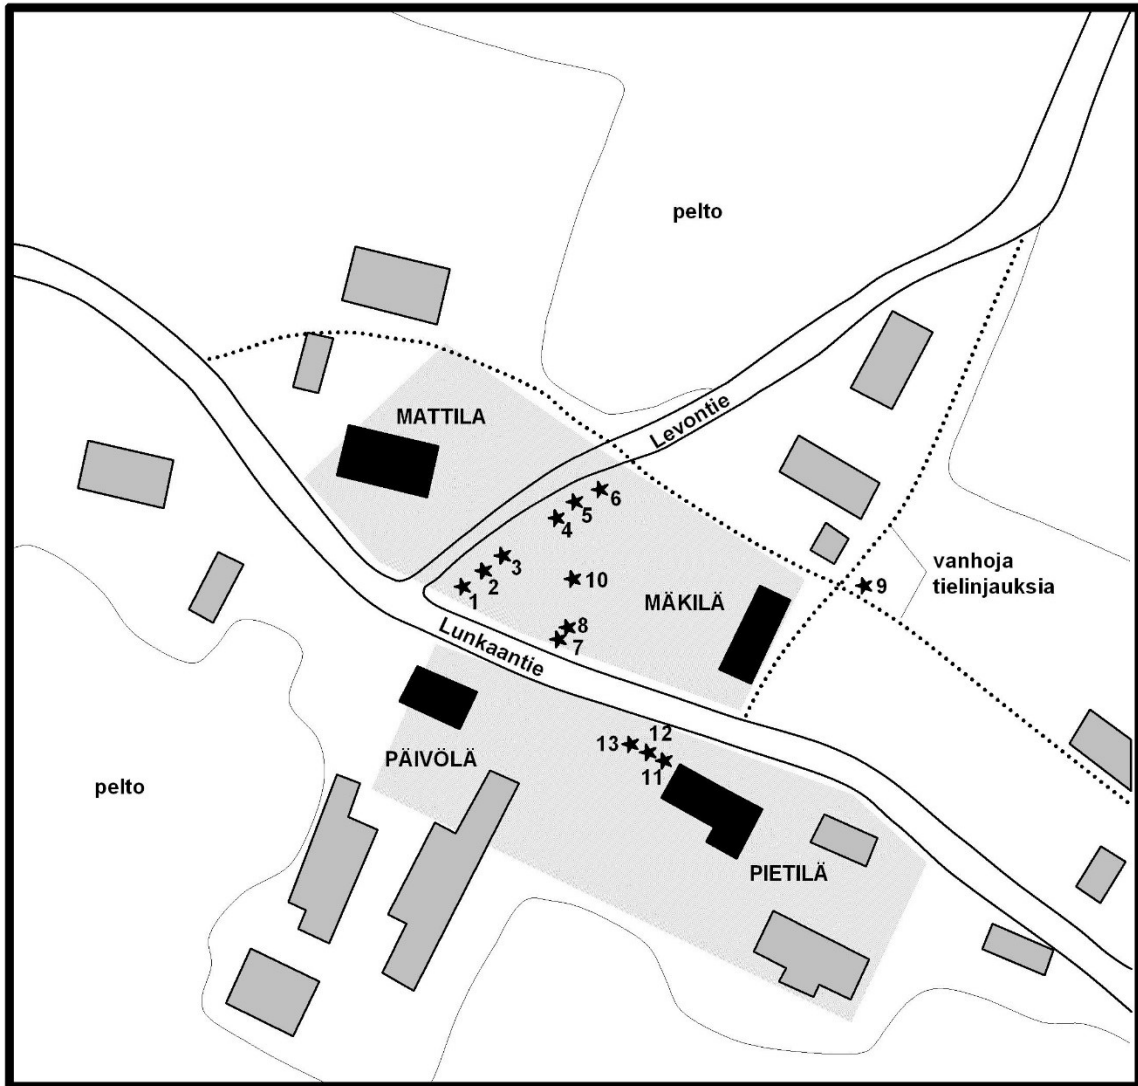 pelto
MATTILA
Levontie
6
5
4
3
2
1
10
vanhoja
tielinjauksia
9
MÄKILÄ
8
7
Lunkaantie
12
13
11
PÄIVÖLÄ
pelto
PIETILÄ